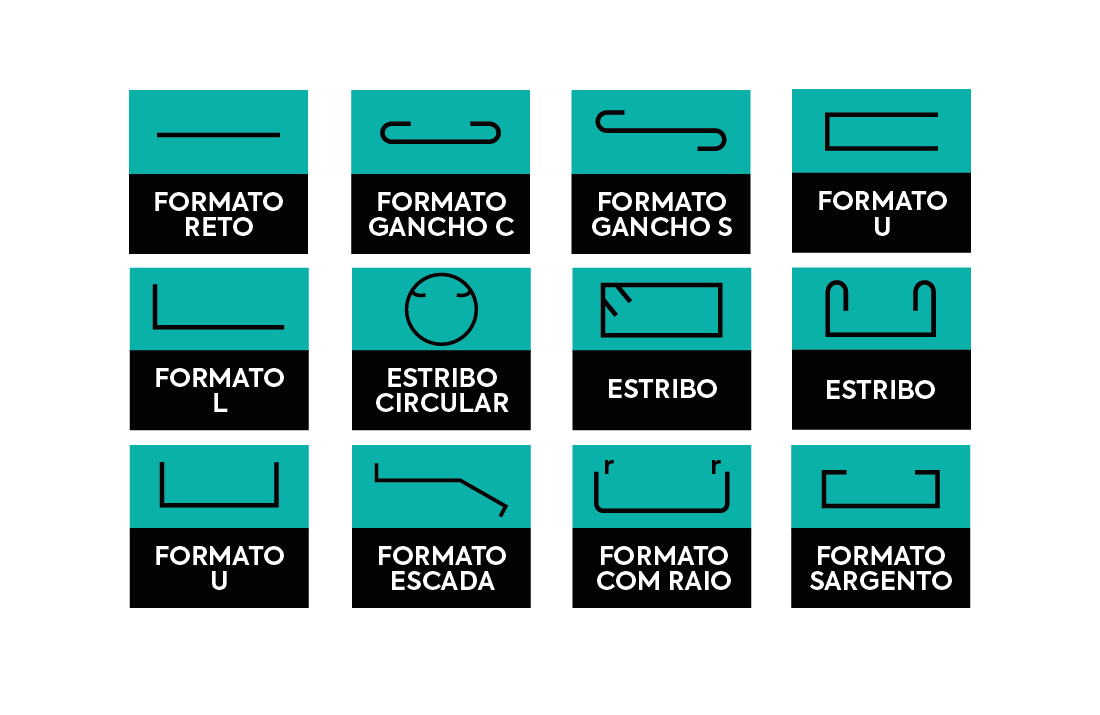 FORMATO
RETO
FORMATO
GANCHO C
FORMATO
GANCHO S
FORMATO
U
FORMATO
L
ESTRIBO
CIRCULAR
ESTRIBO
ESTRIBO
FORMATO
U
FORMATO
ESCADA
r r
FORMATO
COM RAIO
FORMATO
SARGENTO